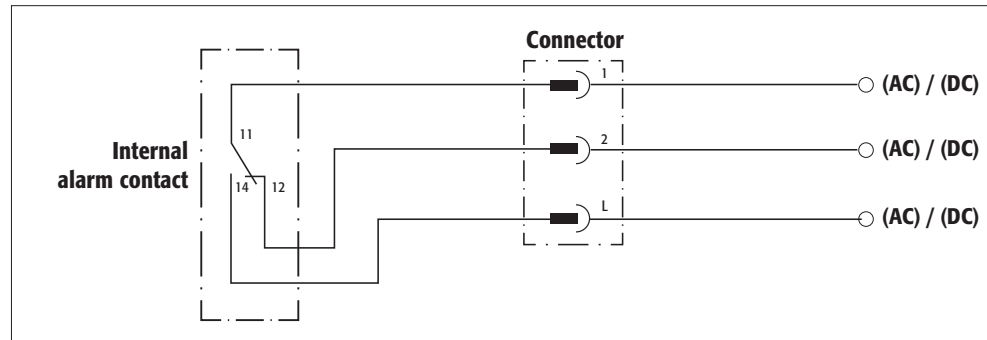 Connector
1
(AC) / (DC)
11
2
(AC) / (DC)
Internal
alarm contact
14
12
L
(AC) / (DC)